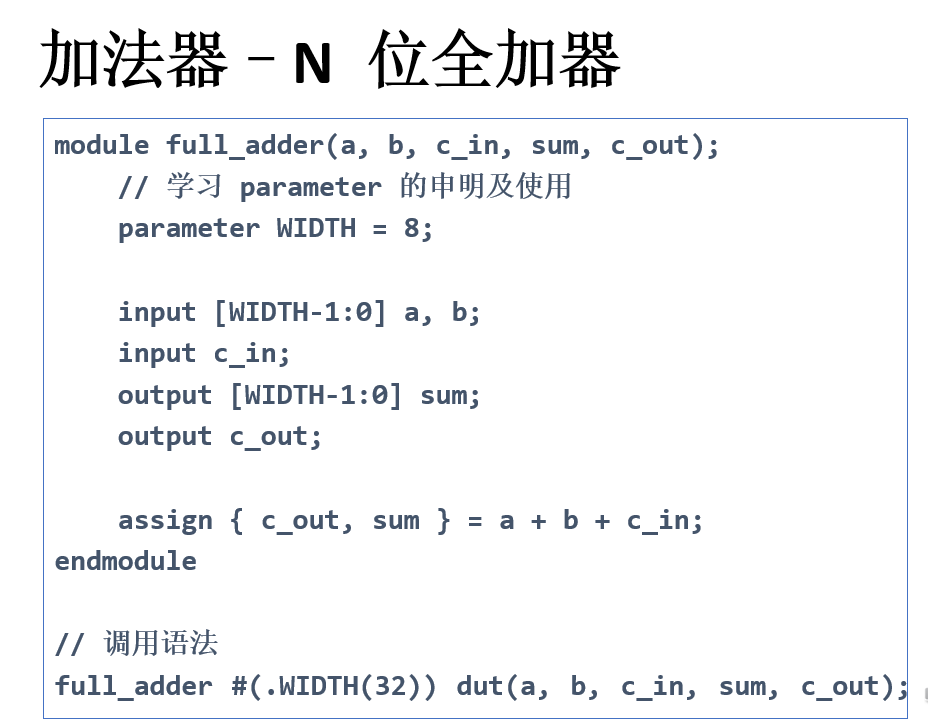 加法器 – N 位全加器
module full_adder(a, b, c_in, sum, c_out);
// 学习 parameter 的申明及使用
parameter WIDTH = 8;
input [WIDTH-1:0] a, b;
input c_in;
output [WIDTH-1:0] sum;
output c_out;
assign { c_out, sum } = a + b + c_in;
endmodule
// 调用语法
full_adder #(.WIDTH(32)) dut(a, b, c_in, sum, c_out);